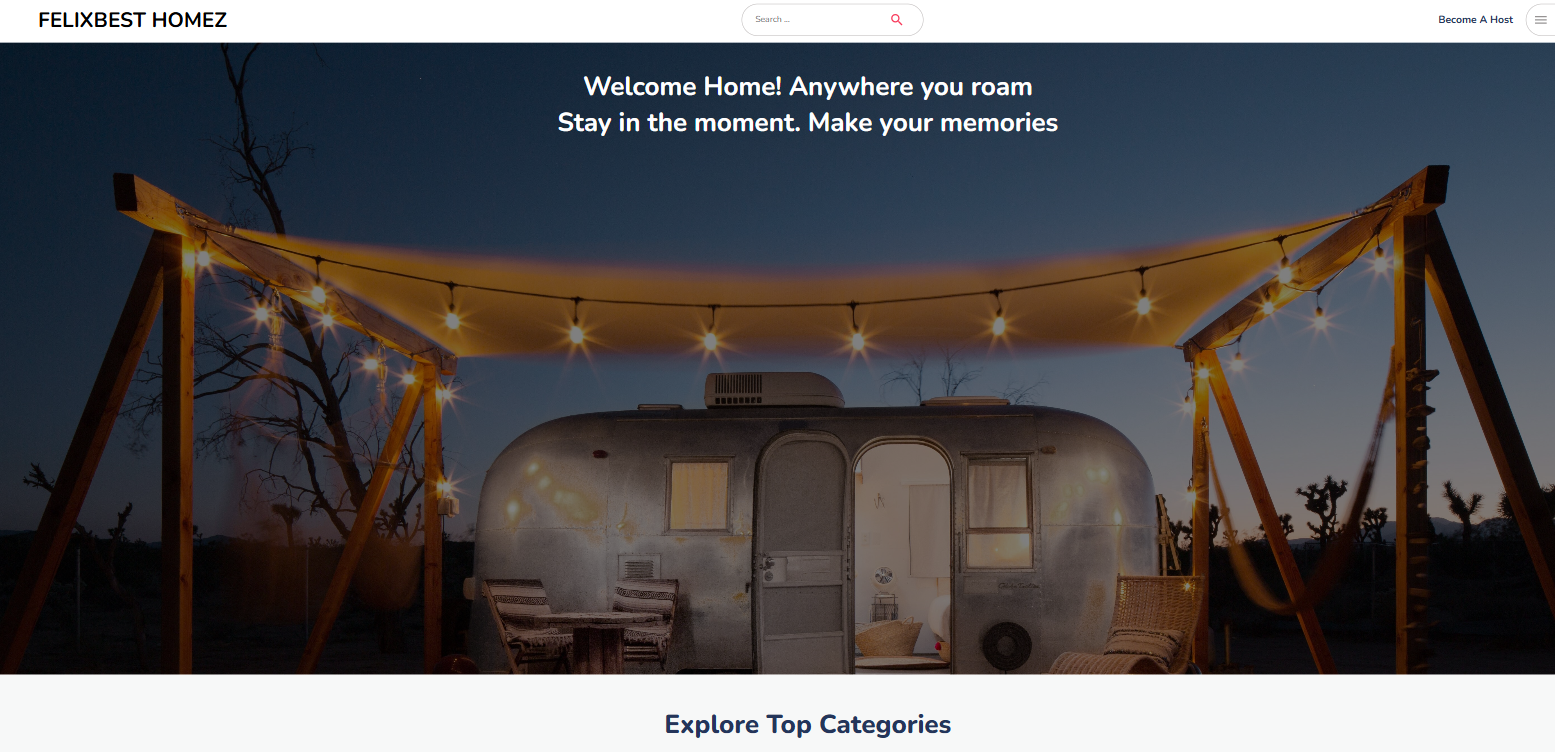 FELIXBEST HOMEZ
Search ...
Become A Host
Welcome Home! Anywhere you roam
Stay in the moment. Make your memories
Explore Top Categories